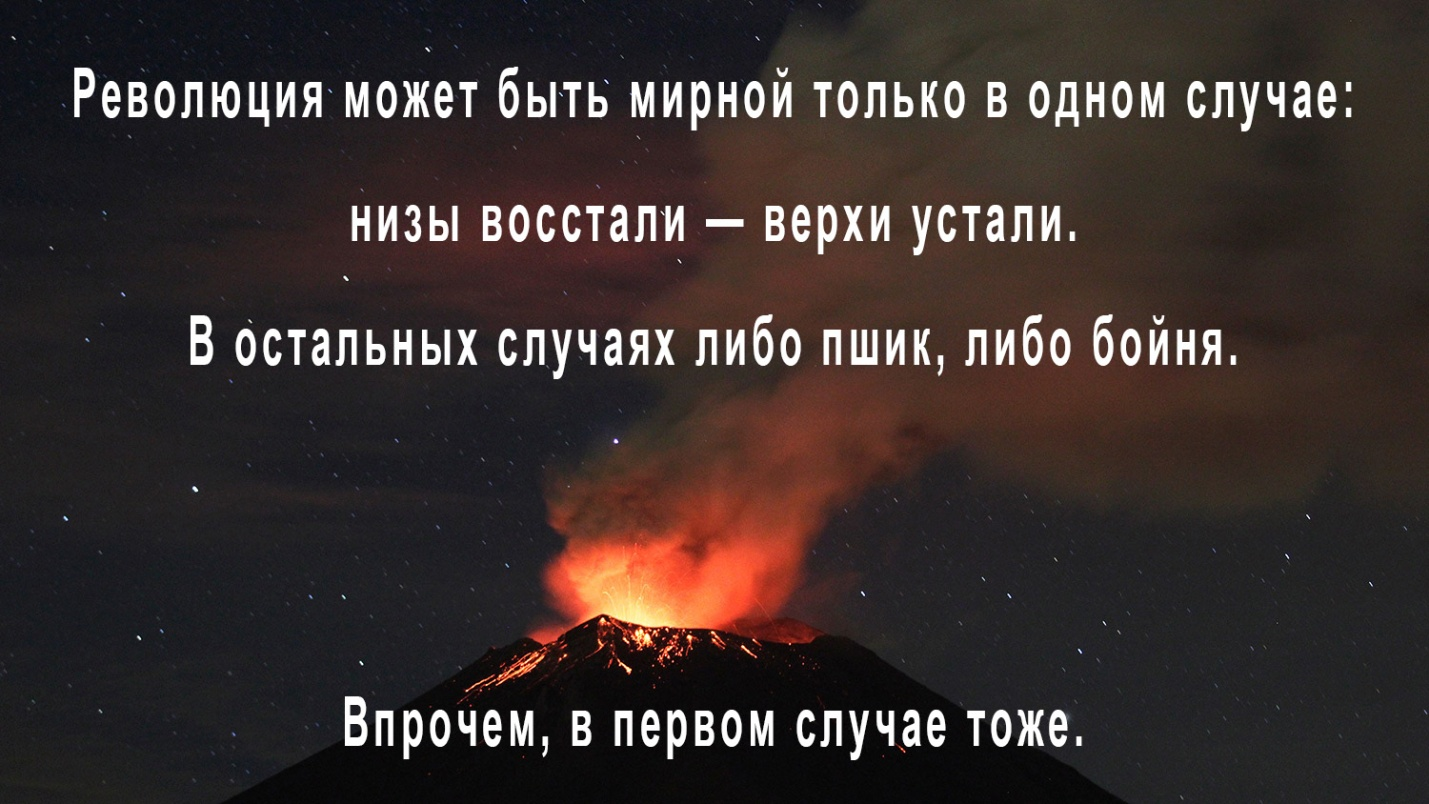 Революция может быть мирной только в одном случае:
низы восстали — верхи устали.
В остальных случаях либо пшик, либо бойня.
Впрочем, в первом случае тоже.